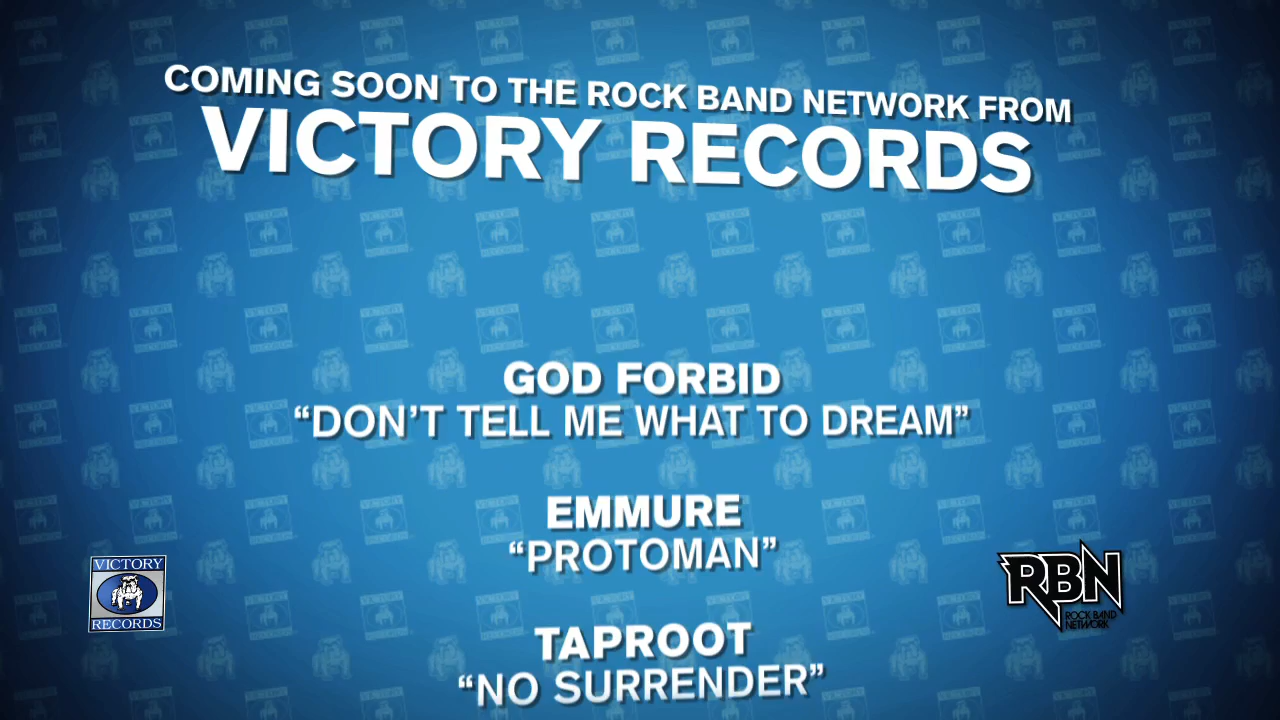 COMING SOON TO THE ROCK BAND NETWORK FROM
VICTORY RECORDS
GOD FORBID
“DON’T TELL ME WHAT TO DREAM”
EMMURE
“PROTOMAN”
TAPROOT
“NO SURRENDER”
VICTORY
RECORDS
RBN
ROCK BAND
NETWORK